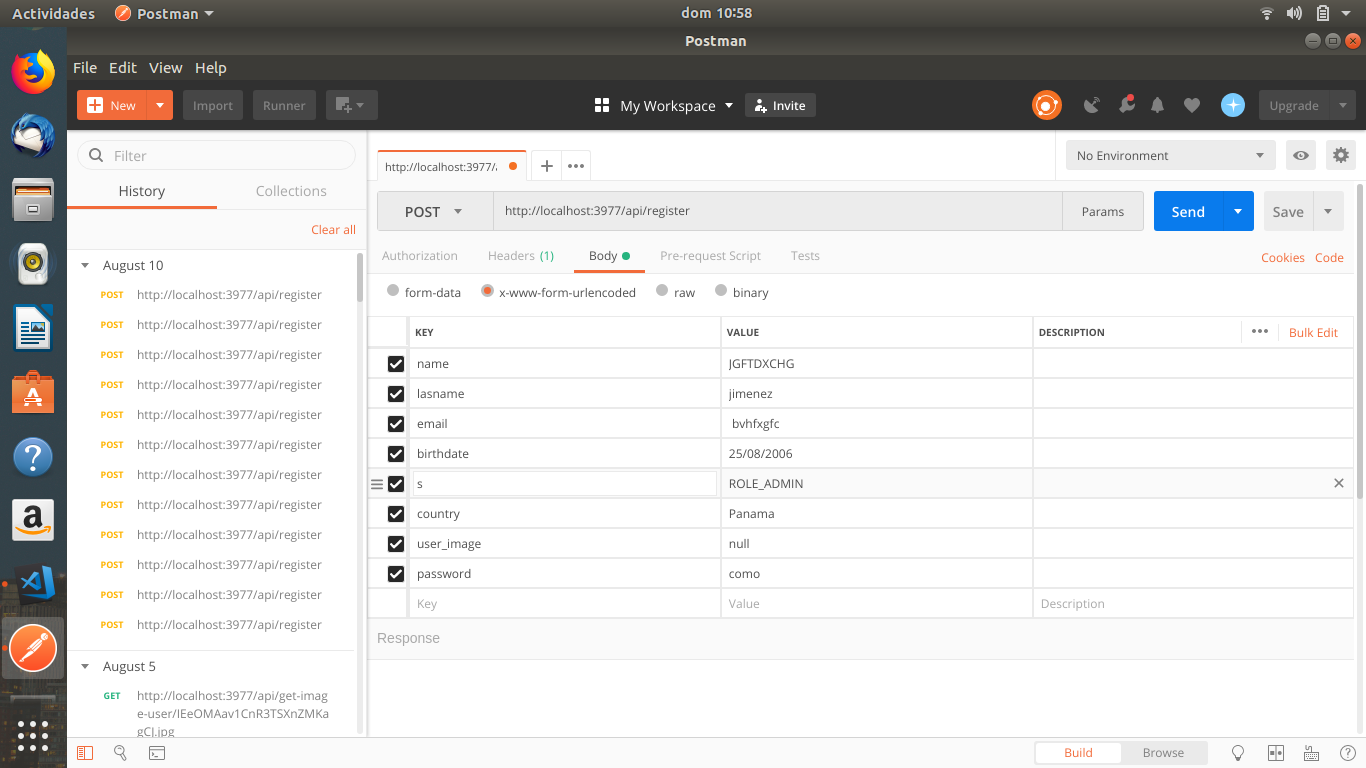 Actividades Postman dom 10:58
Postman
File Edit View Help
New Import Runner My Workspace Invite Upgrade
Filter
History Collections
Clear all
August 10
POST http://localhost:3977/api/register
POST http://localhost:3977/api/register
POST http://localhost:3977/api/register
POST http://localhost:3977/api/register
POST http://localhost:3977/api/register
POST http://localhost:3977/api/register
POST http://localhost:3977/api/register
POST http://localhost:3977/api/register
POST http://localhost:3977/api/register
POST http://localhost:3977/api/register
POST http://localhost:3977/api/register
POST http://localhost:3977/api/register
August 5
GET http://localhost:3977/api/get-imag
e-user/IEeOMAav1CnR3TSXnZMKa
gCJ.jpg
http://localhost:3977/a
No Environment
POST http://localhost:3977/api/register Params Send Save
Authorization Headers (1) Body Pre-request Script Tests Cookies Code
form-data x-www-form-urlencoded raw binary
KEY VALUE DESCRIPTION Bulk Edit
name JGFTDXCHG
lasname jimenez
email bvhfxgfc
birthdate 25/08/2006
s ROLE_ADMIN
country Panama
user_image null
password como
Key Value Description
Response
Build Browse